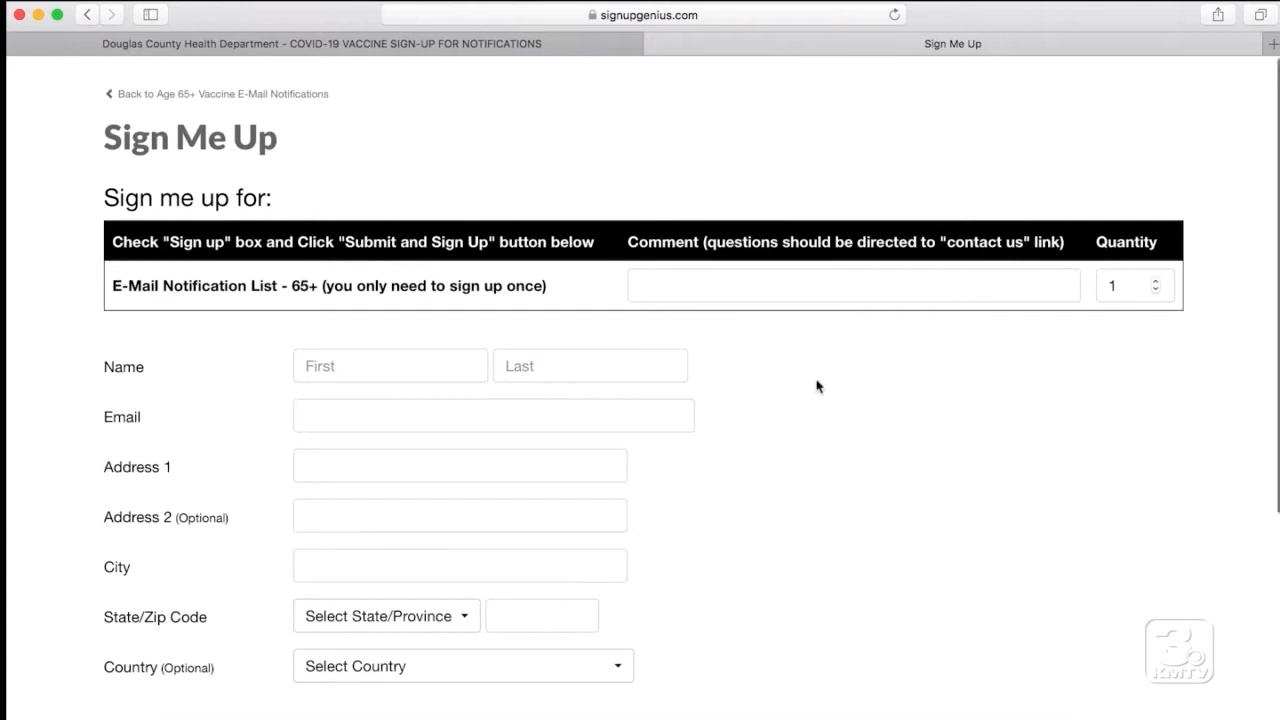 signupgenius.com
Douglas County Health Department - COVID-19 VACCINE SIGN-UP FOR NOTIFICATIONS
Sign Me Up
Back to Age 65+ Vaccine E-Mail Notifications
Sign Me Up
Sign me up for:
Check "Sign up" box and Click "Submit and Sign Up" button below Comment (questions should be directed to "contact us" link) Quantity
E-Mail Notification List - 65+ (you only need to sign up once) 1
Name First Last
Email
Address 1
Address 2 (Optional)
City
State/Zip Code Select State/Province
Country (Optional) Select Country
3
KMTV